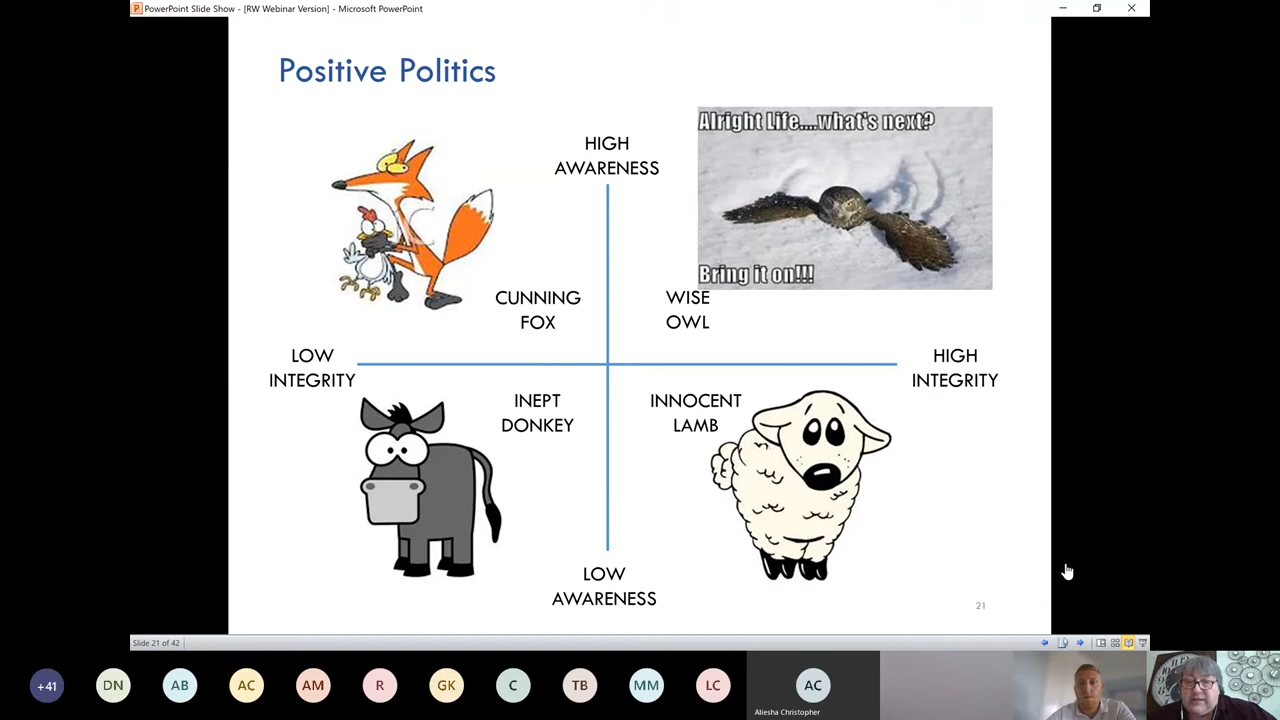 PowerPoint Slide Show - [RW Webinar Version] - Microsoft PowerPoint
Positive Politics
Alright Life....what's next?
HIGH
AWARENESS
Bring it on!!!
CUNNING
FOX
WISE
OWL
LOW
INTEGRITY
HIGH
INTEGRITY
INEPT
DONKEY
INNOCENT
LAMB
LOW
AWARENESS
21
Slide 21 of 42
+41
DN
AB
AC
AM
R
GK
C
TB
MM
LC
AC
Aliesha Christopher